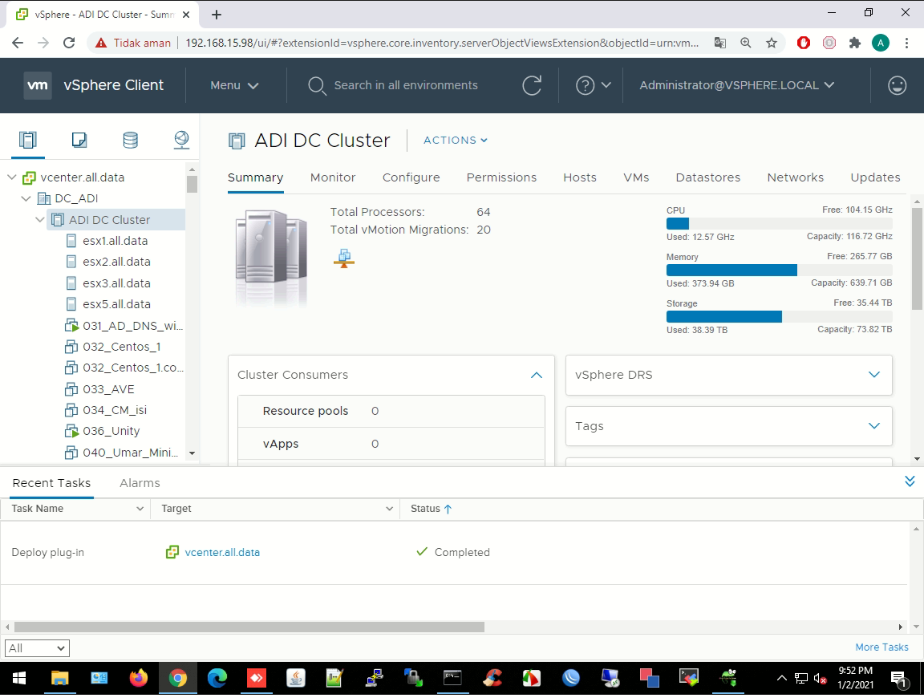 vSphere - ADI DC Cluster - Summ
Tidak aman
192.168.15.98/ui/#?extensionId=vsphere.core.inventory.serverObjectViewsExtension&objectId=urn:vm...
A
vm
vSphere Client
Menu
Search in all environments
Administrator@VSPHERE.LOCAL
vcenter.all.data
DC_ADI
ADI DC Cluster
esx1.all.data
esx2.all.data
esx3.all.data
esx5.all.data
031_AD_DNS_wi...
032_Centos_1
032_Centos_1.co...
033_AVE
034_CM_isi
036_Unity
040_Umar_Mini...
ADI DC Cluster
ACTIONS
Summary
Monitor
Configure
Permissions
Hosts
VMs
Datastores
Networks
Updates
Total Processors: 64
Total vMotion Migrations: 20
CPU Free: 104.15 GHz
Used: 12.57 GHz Capacity: 116.72 GHz
Memory Free: 265.77 GB
Used: 373.94 GB Capacity: 639.71 GB
Storage Free: 35.44 TB
Used: 38.39 TB Capacity: 73.82 TB
Cluster Consumers
Resource pools 0
vApps 0
vSphere DRS
Tags
Recent Tasks
Alarms
Task Name
Target
Status
Deploy plug-in
vcenter.all.data
Completed
All
More Tasks
9:52 PM
1/2/2021
1